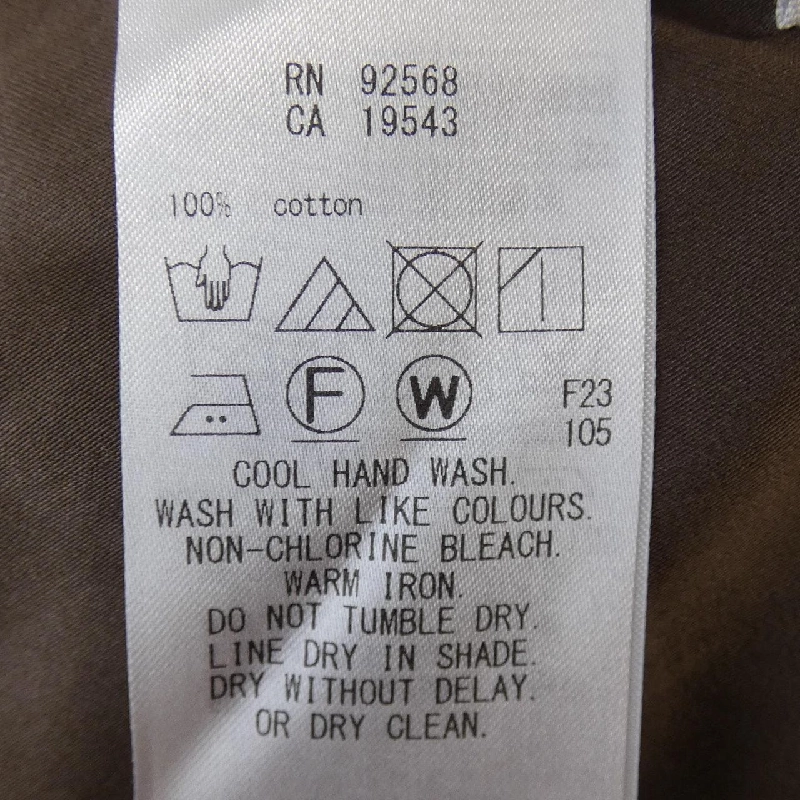 RN 92568
CA 19543
100% cotton
F W
F23
105
COOL HAND WASH.
WASH WITH LIKE COLOURS.
NON-CHLORINE BLEACH.
WARM IRON.
DO NOT TUMBLE DRY.
LINE DRY IN SHADE.
DRY WITHOUT DELAY.
OR DRY CLEAN.